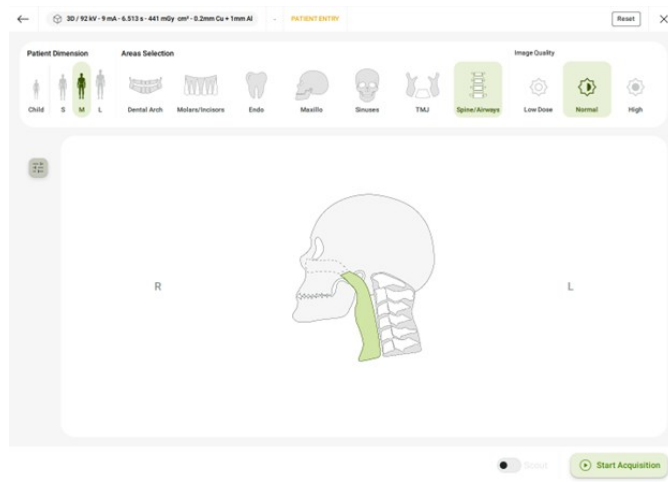 3D / 92 kV - 9 mA - 6.513 s - 441 mGy cm² - 0.2mm Cu + 1mm Al
-
PATIENT ENTRY
Reset
Patient Dimension
Areas Selection
Image Quality
Child
S
M
L
Dental Arch
Molars/Incisors
Endo
Maxillo
Sinuses
TMJ
Spine/Airways
Low Dose
Normal
High
R
L
Scout
Start Acquisition